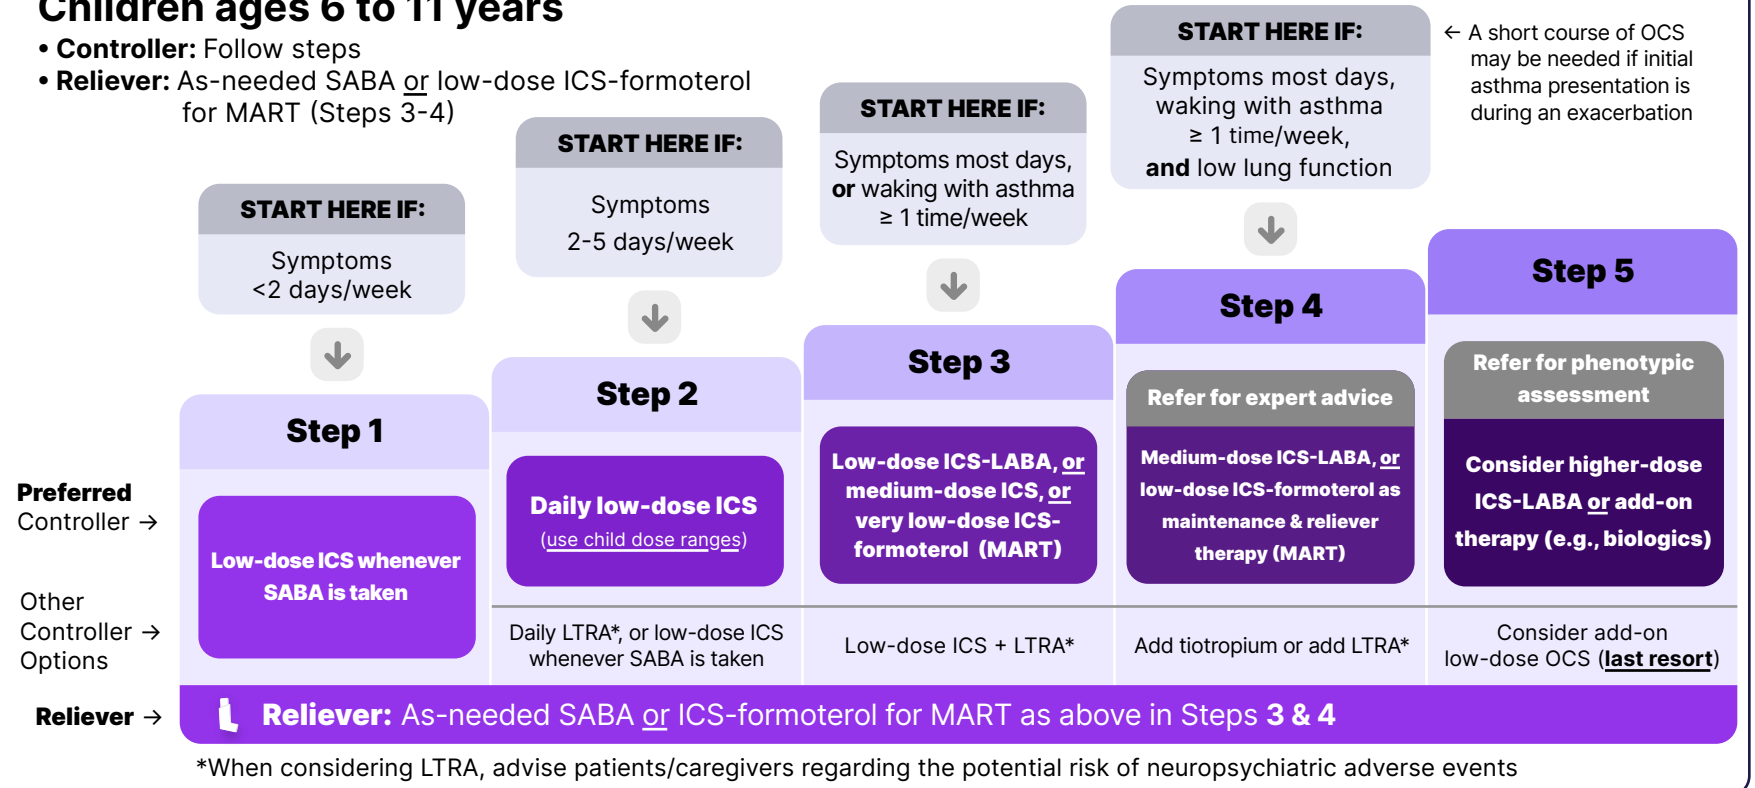 Children ages 6 to 11 years
• Controller: Follow steps
• Reliever: As-needed SABA or low-dose ICS-formoterol
for MART (Steps 3-4)
START HERE IF:
Symptoms
<2 days/week
START HERE IF:
Symptoms
2-5 days/week
START HERE IF:
Symptoms most days,
or waking with asthma
≥ 1 time/week
START HERE IF:
Symptoms most days,
waking with asthma
≥ 1 time/week,
and low lung function
← A short course of OCS
may be needed if initial
asthma presentation is
during an exacerbation
Step 1
Step 2
Step 3
Step 4
Step 5
Preferred
Controller →
Low-dose ICS whenever
SABA is taken
Daily low-dose ICS
(use child dose ranges)
Low-dose ICS-LABA, or
medium-dose ICS, or
very low-dose ICS-
formoterol (MART)
Refer for expert advice
Medium-dose ICS-LABA, or
low-dose ICS-formoterol as
maintenance & reliever
therapy (MART)
Refer for phenotypic
assessment
Consider higher-dose
ICS-LABA or add-on
therapy (e.g., biologics)
Other
Controller →
Options
Daily LTRA*, or low-dose ICS
whenever SABA is taken
Low-dose ICS + LTRA*
Add tiotropium or add LTRA*
Consider add-on
low-dose OCS (last resort)
Reliever →
Reliever: As-needed SABA or ICS-formoterol for MART as above in Steps 3 & 4
*When considering LTRA, advise patients/caregivers regarding the potential risk of neuropsychiatric adverse events